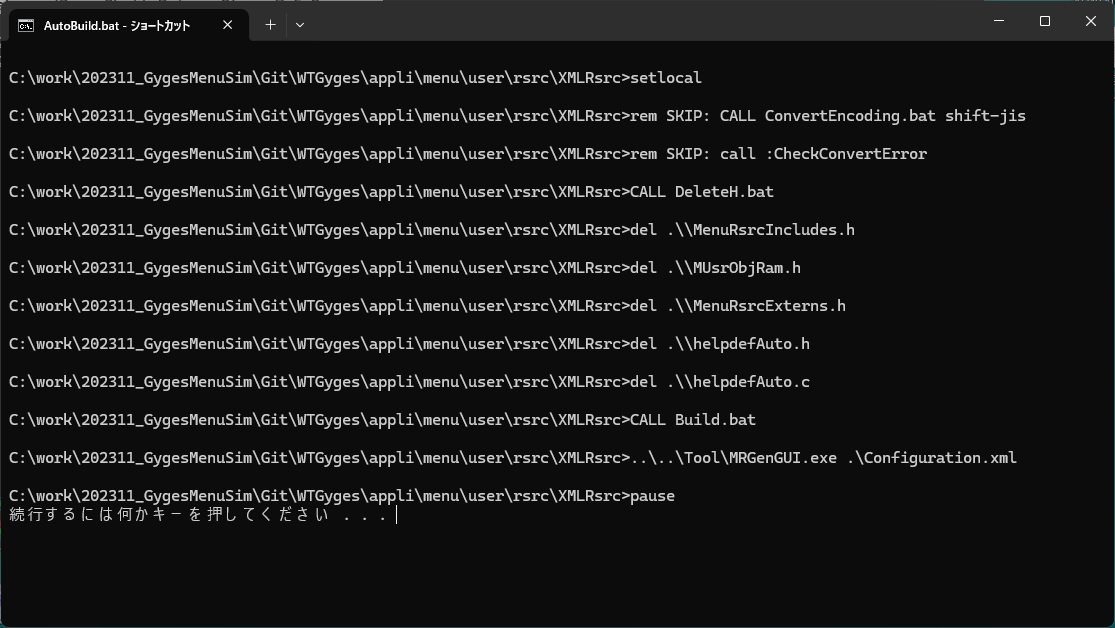 AutoBuild.bat - ショートカット
C:\work\202311_GygesMenuSim\Git\WTGyges\appli\menu\user\rsrc\XMLRsrc>setlocal
C:\work\202311_GygesMenuSim\Git\WTGyges\appli\menu\user\rsrc\XMLRsrc>rem SKIP: CALL ConvertEncoding.bat shift-jis
C:\work\202311_GygesMenuSim\Git\WTGyges\appli\menu\user\rsrc\XMLRsrc>rem SKIP: call :CheckConvertError
C:\work\202311_GygesMenuSim\Git\WTGyges\appli\menu\user\rsrc\XMLRsrc>CALL DeleteH.bat
C:\work\202311_GygesMenuSim\Git\WTGyges\appli\menu\user\rsrc\XMLRsrc>del .\\MenuRsrcIncludes.h
C:\work\202311_GygesMenuSim\Git\WTGyges\appli\menu\user\rsrc\XMLRsrc>del .\\MUsrObjRam.h
C:\work\202311_GygesMenuSim\Git\WTGyges\appli\menu\user\rsrc\XMLRsrc>del .\\MenuRsrcExterns.h
C:\work\202311_GygesMenuSim\Git\WTGyges\appli\menu\user\rsrc\XMLRsrc>del .\\helpdefAuto.h
C:\work\202311_GygesMenuSim\Git\WTGyges\appli\menu\user\rsrc\XMLRsrc>del .\\helpdefAuto.c
C:\work\202311_GygesMenuSim\Git\WTGyges\appli\menu\user\rsrc\XMLRsrc>CALL Build.bat
C:\work\202311_GygesMenuSim\Git\WTGyges\appli\menu\user\rsrc\XMLRsrc>..\..\Tool\MRGenGUI.exe .\Configuration.xml
C:\work\202311_GygesMenuSim\Git\WTGyges\appli\menu\user\rsrc\XMLRsrc>pause
続行するには何かキーを押してください . . .